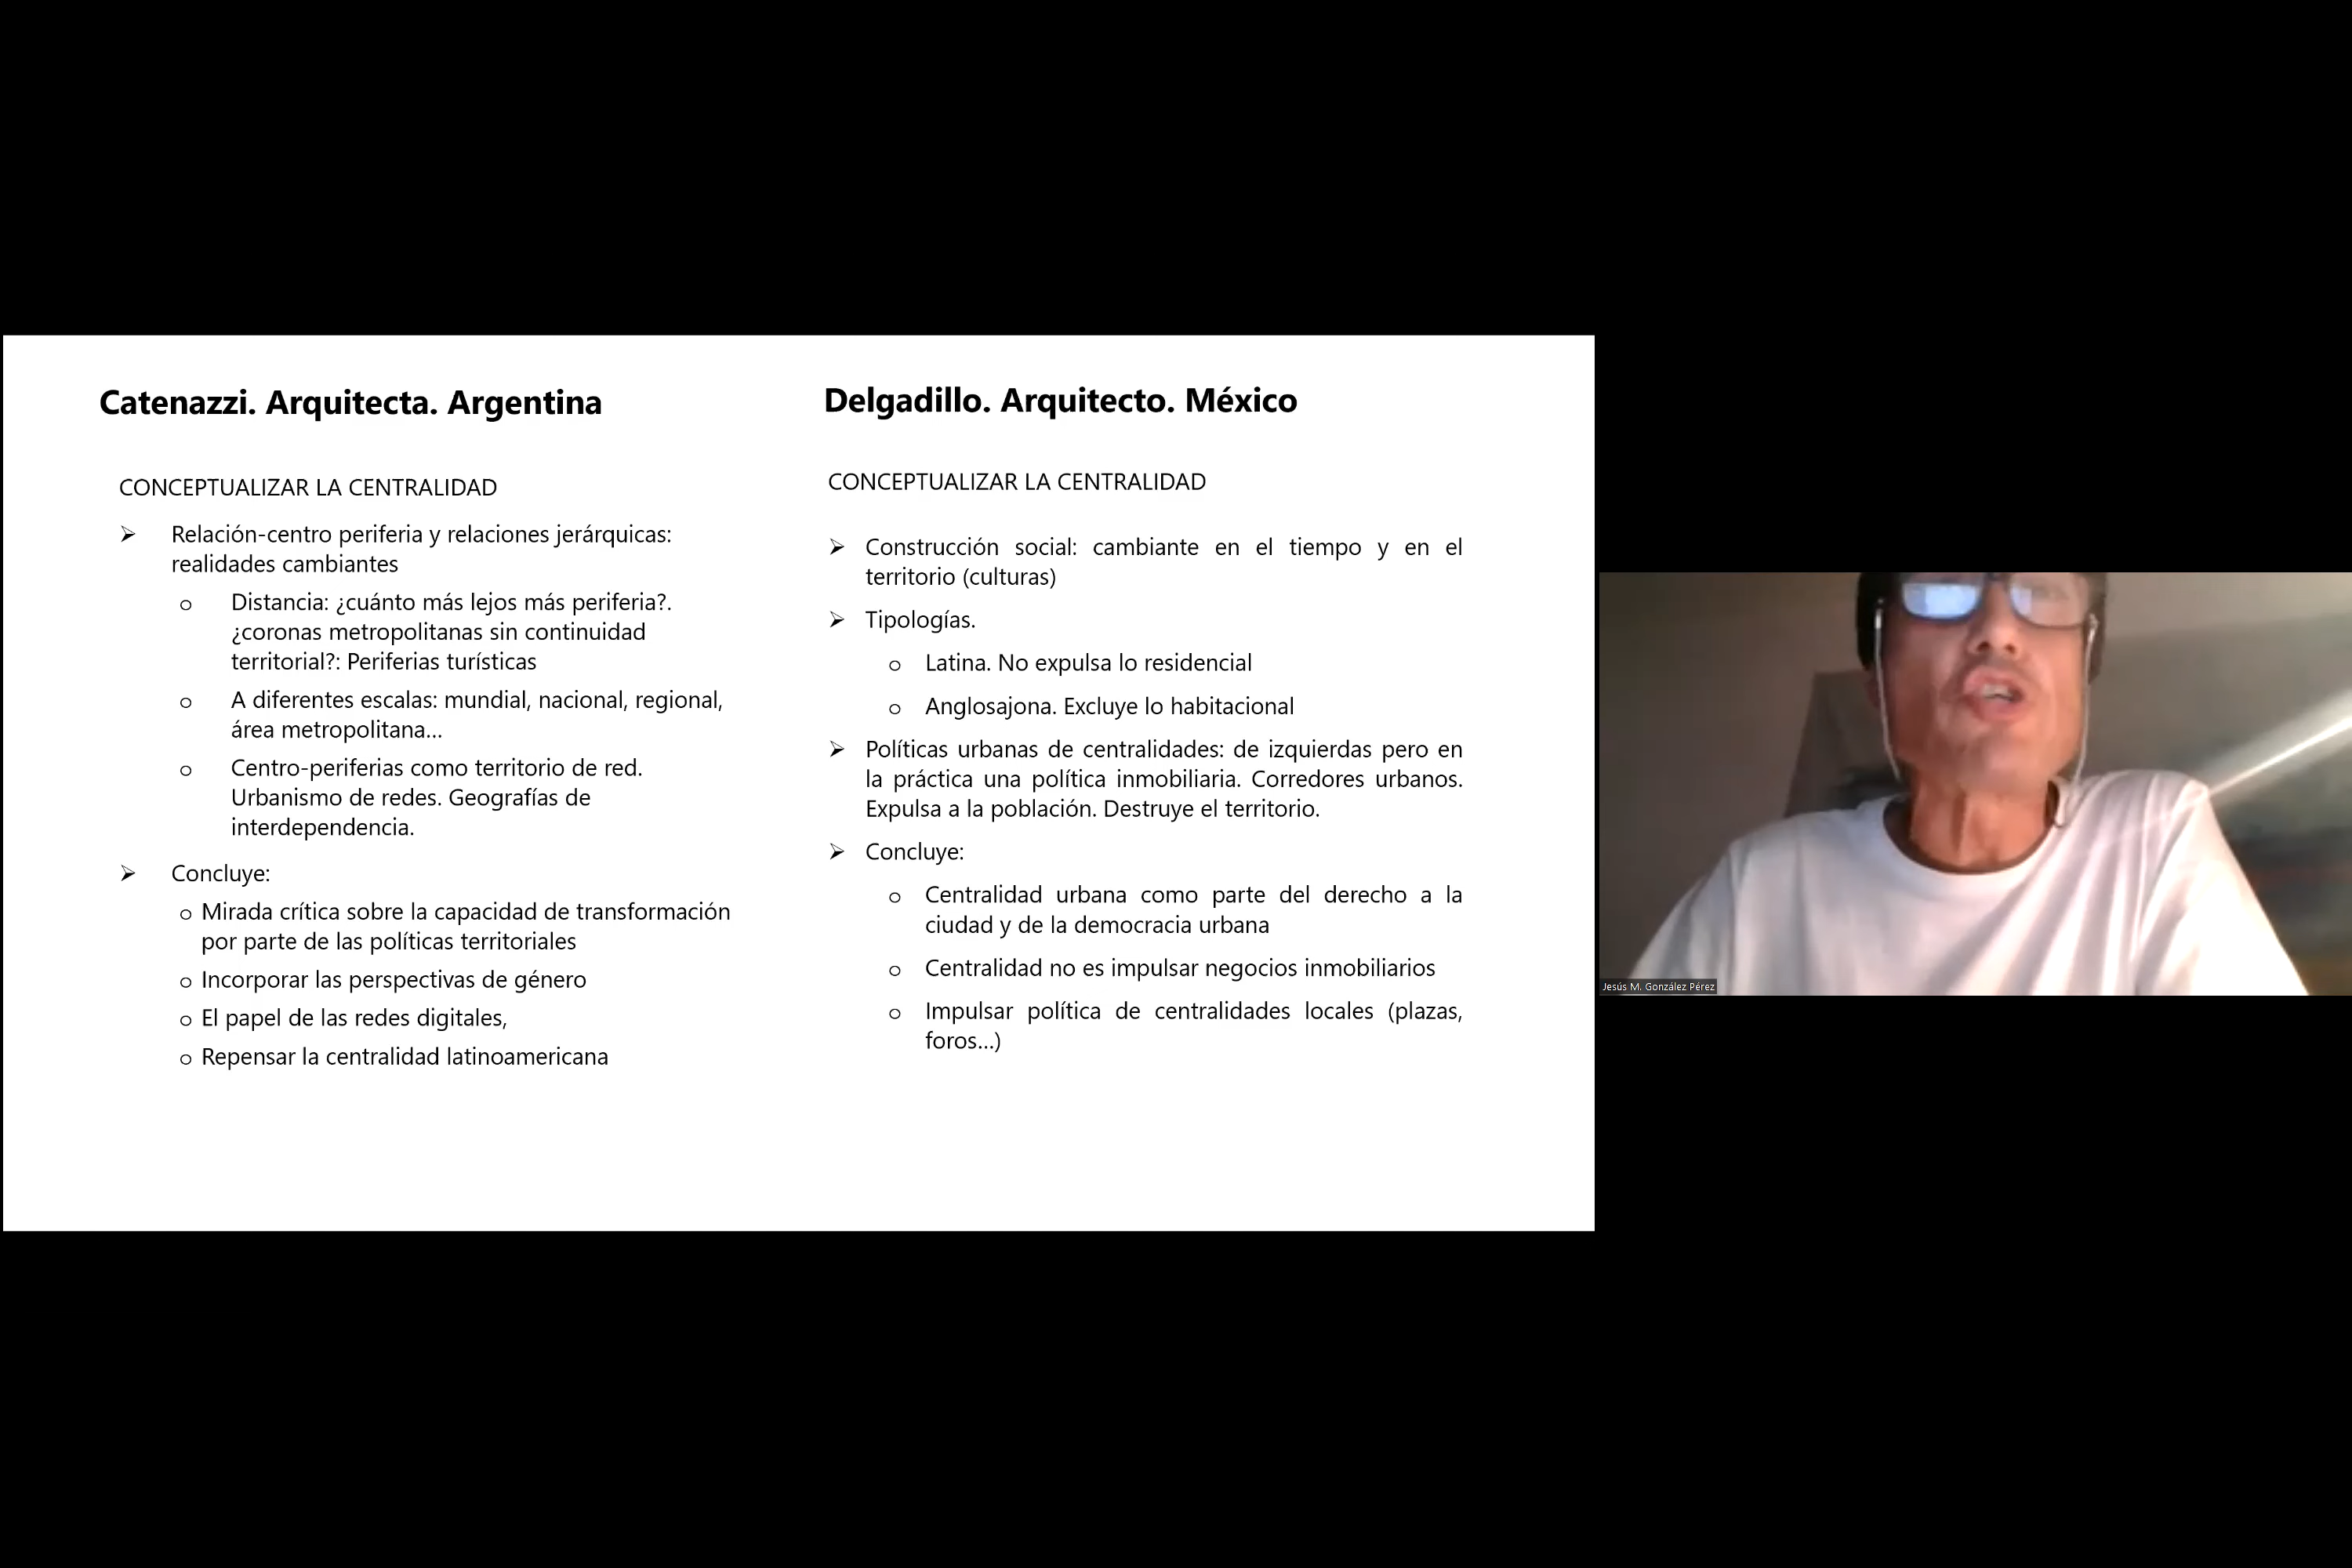 Catenazzi. Arquitecta. Argentina
CONCEPTUALIZAR LA CENTRALIDAD
➢ Relación-centro periferia y relaciones jerárquicas:
realidades cambiantes
o Distancia: ¿cuánto más lejos más periferia?.
¿coronas metropolitanas sin continuidad
territorial?: Periferias turísticas
o A diferentes escalas: mundial, nacional, regional,
área metropolitana...
o Centro-periferias como territorio de red.
Urbanismo de redes. Geografías de
interdependencia.
➢ Concluye:
o Mirada crítica sobre la capacidad de transformación
por parte de las políticas territoriales
o Incorporar las perspectivas de género
o El papel de las redes digitales,
o Repensar la centralidad latinoamericana
Delgadillo. Arquitecto. México
CONCEPTUALIZAR LA CENTRALIDAD
➢ Construcción social: cambiante en el tiempo y en el
territorio (culturas)
➢ Tipologías.
o Latina. No expulsa lo residencial
o Anglosajona. Excluye lo habitacional
➢ Políticas urbanas de centralidades: de izquierdas pero en
la práctica una política inmobiliaria. Corredores urbanos.
Expulsa a la población. Destruye el territorio.
➢ Concluye:
o Centralidad urbana como parte del derecho a la
ciudad y de la democracia urbana
o Centralidad no es impulsar negocios inmobiliarios
o Impulsar política de centralidades locales (plazas,
foros...)
Jesús M. González Pérez